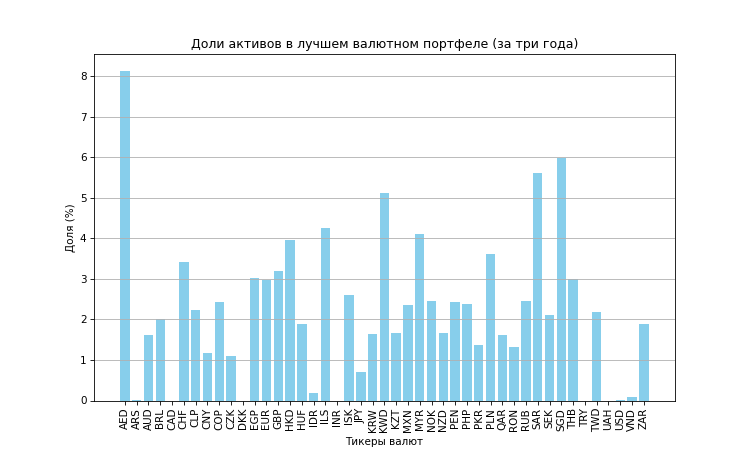 Доли активов в лучшем валютном портфеле (за три года)
Доля (%)
8
7
6
5
4
3
2
1
0
AED ARS AUD BRL CAD CHF CLP CNY COP CZK DKK EGP EUR GBP HKD HUF IDR ILS INR ISK JPY KRW KWD KZT MXN MYR NOK NZD PEN PHP PKR PLN QAR RON RUB SAR SEK SGD THB TRY TWD UAH USD VND ZAR
Тикеры валют